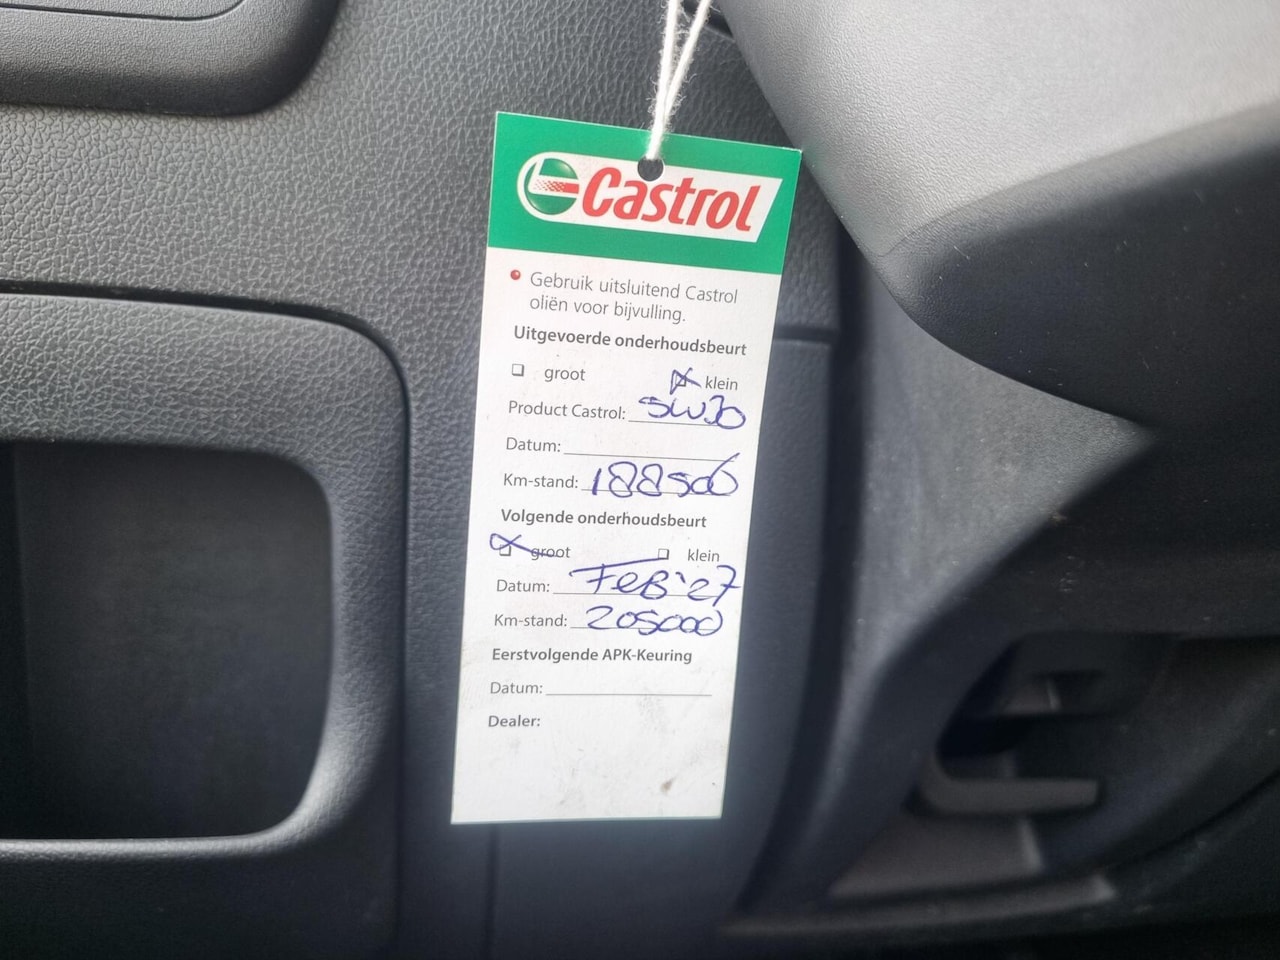 Castrol
Gebruik uitsluitend Castrol
oliën voor bijvulling.
Uitgevoerde onderhoudsbeurt
groot klein
Product Castrol: 5W30
Datum:
Km-stand: 188500
Volgende onderhoudsbeurt
groot klein
Datum: FEB '27
Km-stand: 205000
Eerstvolgende APK-Keuring
Datum:
Dealer: